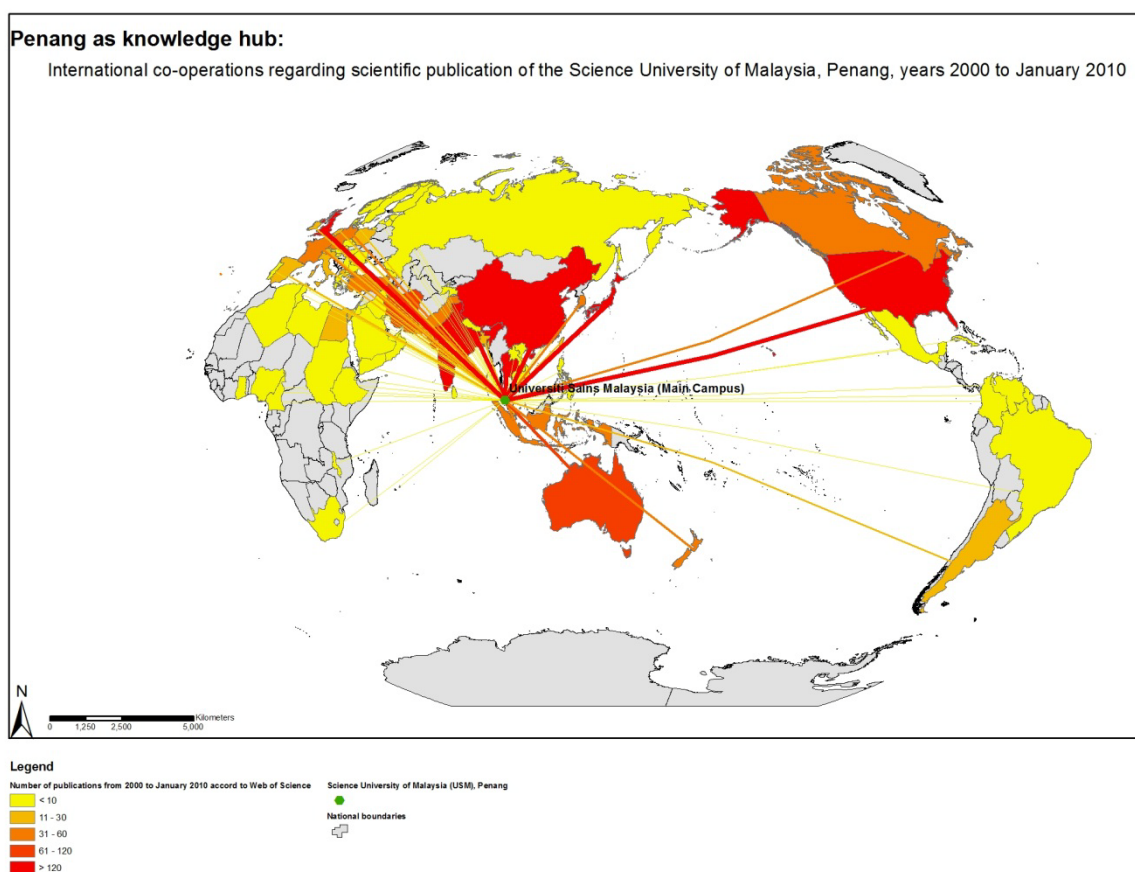 Penang as knowledge hub:
International co-operations regarding scientific publication of the Science University of Malaysia, Penang, years 2000 to January 2010
Universiti Sains Malaysia (Main Campus)
N
Kilometers
0 1,250 2,500 5,000
Legend
Number of publications from 2000 to January 2010 accord to Web of Science
< 10
11 - 30
31 - 60
61 - 120
> 120
Science University of Malaysia (USM), Penang
National boundaries